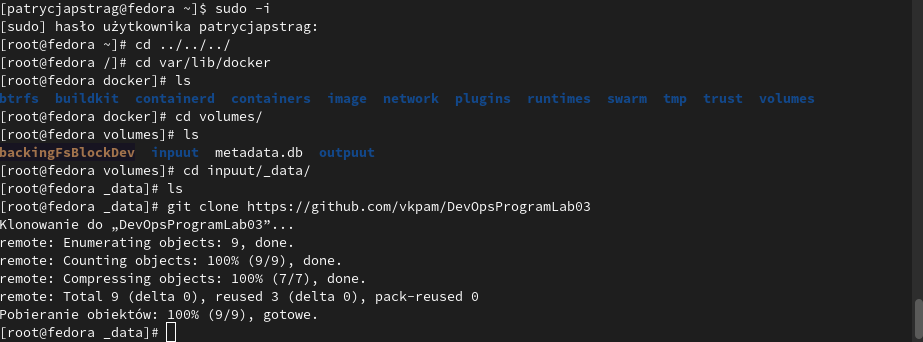 [patrycjapstrag@fedora ~]$ sudo -i
[sudo] hasło użytkownika patrycjapstrag:
[root@fedora ~]# cd ../../../
[root@fedora /]# cd var/lib/docker
[root@fedora docker]# ls
btrfs buildkit containerd containers image network plugins runtimes swarm tmp trust volumes
[root@fedora docker]# cd volumes/
[root@fedora volumes]# ls
backingFsBlockDev inpuut metadata.db outpuut
[root@fedora volumes]# cd inpuut/_data/
[root@fedora _data]# ls
[root@fedora _data]# git clone https://github.com/vkpam/DevOpsProgramLab03
Klonowanie do „DevOpsProgramLab03”...
remote: Enumerating objects: 9, done.
remote: Counting objects: 100% (9/9), done.
remote: Compressing objects: 100% (7/7), done.
remote: Total 9 (delta 0), reused 3 (delta 0), pack-reused 0
Pobieranie obiektów: 100% (9/9), gotowe.
[root@fedora _data]#